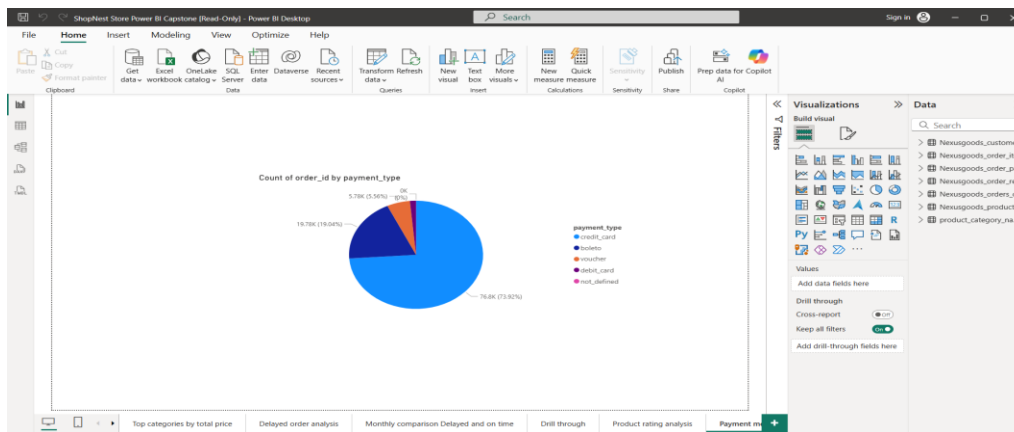 ShopNest Store Power BI Capstone [Read-Only] - Power BI Desktop
Search
Sign in
File Home Insert Modeling View Optimize Help
Paste
Cut
Copy
Format painter
Clipboard
Get data
Excel workbook
OneLake catalog
SQL Server
Enter data
Dataverse
Recent sources
Data
Transform data
Refresh
Queries
New visual
Text box
More visuals
Insert
New measure
Quick measure
Calculations
Sensitivity
Sensitivity
Publish
Share
Prep data for AI
Copilot
Copilot
Count of order_id by payment_type
0K
(0%)
5.78K (5.56%)
19.78K (19.04%)
76.8K (73.92%)
payment_type
credit_card
boleto
voucher
debit_card
not_defined
Filters
Visualizations
Build visual
Values
Add data fields here
Drill through
Cross-report
Off
Keep all filters
On
Add drill-through fields here
Data
Search
Nexusgoods_custome
Nexusgoods_order_it
Nexusgoods_order_p
Nexusgoods_order_re
Nexusgoods_orders_
Nexusgoods_product
product_category_na
Top categories by total price
Delayed order analysis
Monthly comparison Delayed and on time
Drill through
Product rating analysis
Payment m